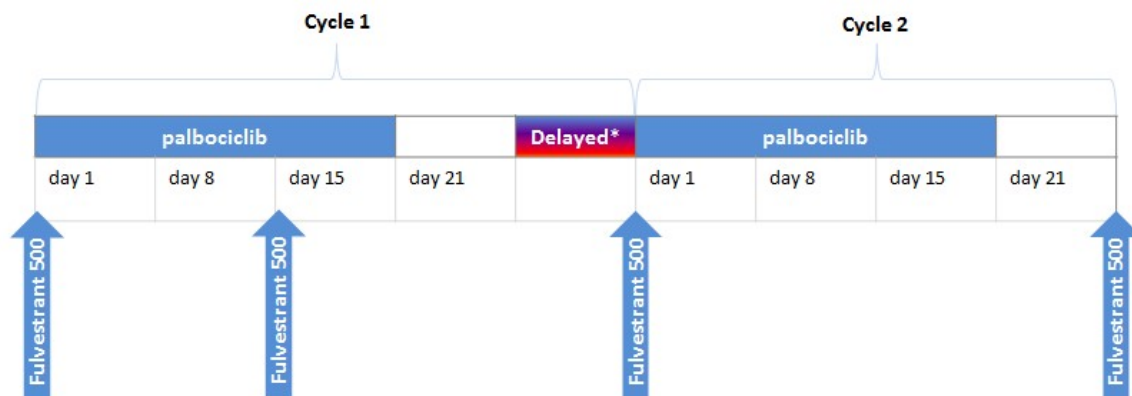 Cycle 1
Cycle 2
palbociclib
Delayed*
palbociclib
day 1
day 8
day 15
day 21
day 1
day 8
day 15
day 21
Fulvestrant 500
Fulvestrant 500
Fulvestrant 500
Fulvestrant 500